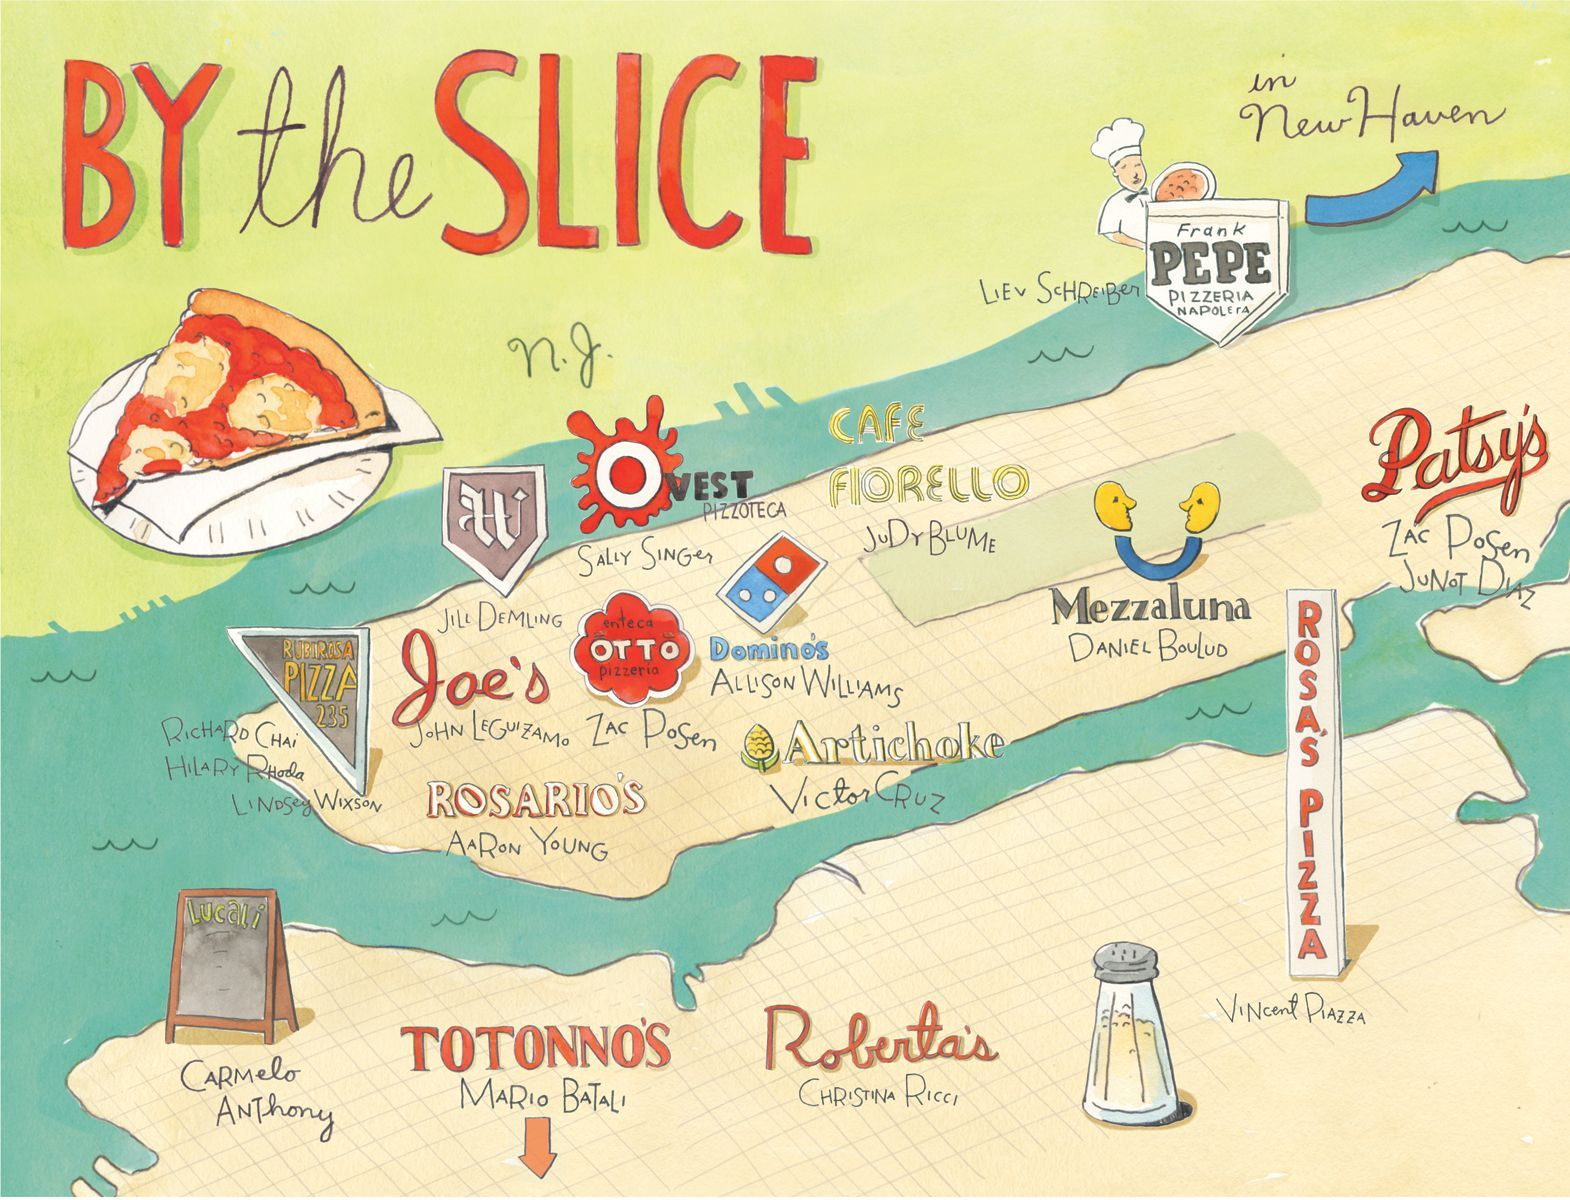 BY the SLICE
in
New Haven
Frank
PEPE
PIZZERIA
NAPOLETA
LIEV SCHREIBER
N.J.
CAFE
FIORELLO
JUDY BLUME
Patsy's
ZAC POSEN
JUNOT DIAZ
OVEST
PIZZOTECA
SALLY SINGER
JILL DEMLING
Mezzaluna
DANIEL BOULUD
enteca
OTTO
pizzeria
ZAC POSEN
Domino's
ALLISON WILLIAMS
RUBIROSA
PIZZA
235
RICHARD CHAI
HILARY RHODA
LINDSEY WIXSON
Joe's
JOHN LEGUIZAMO
Artichoke
VICTOR CRUZ
ROSARIO'S
AARON YOUNG
ROSA'S PIZZA
VINCENT PIAZZA
LUCALI
CARMELO
ANTHONY
TOTONNO'S
MARIO BATALI
Roberta's
CHRISTINA RICCI